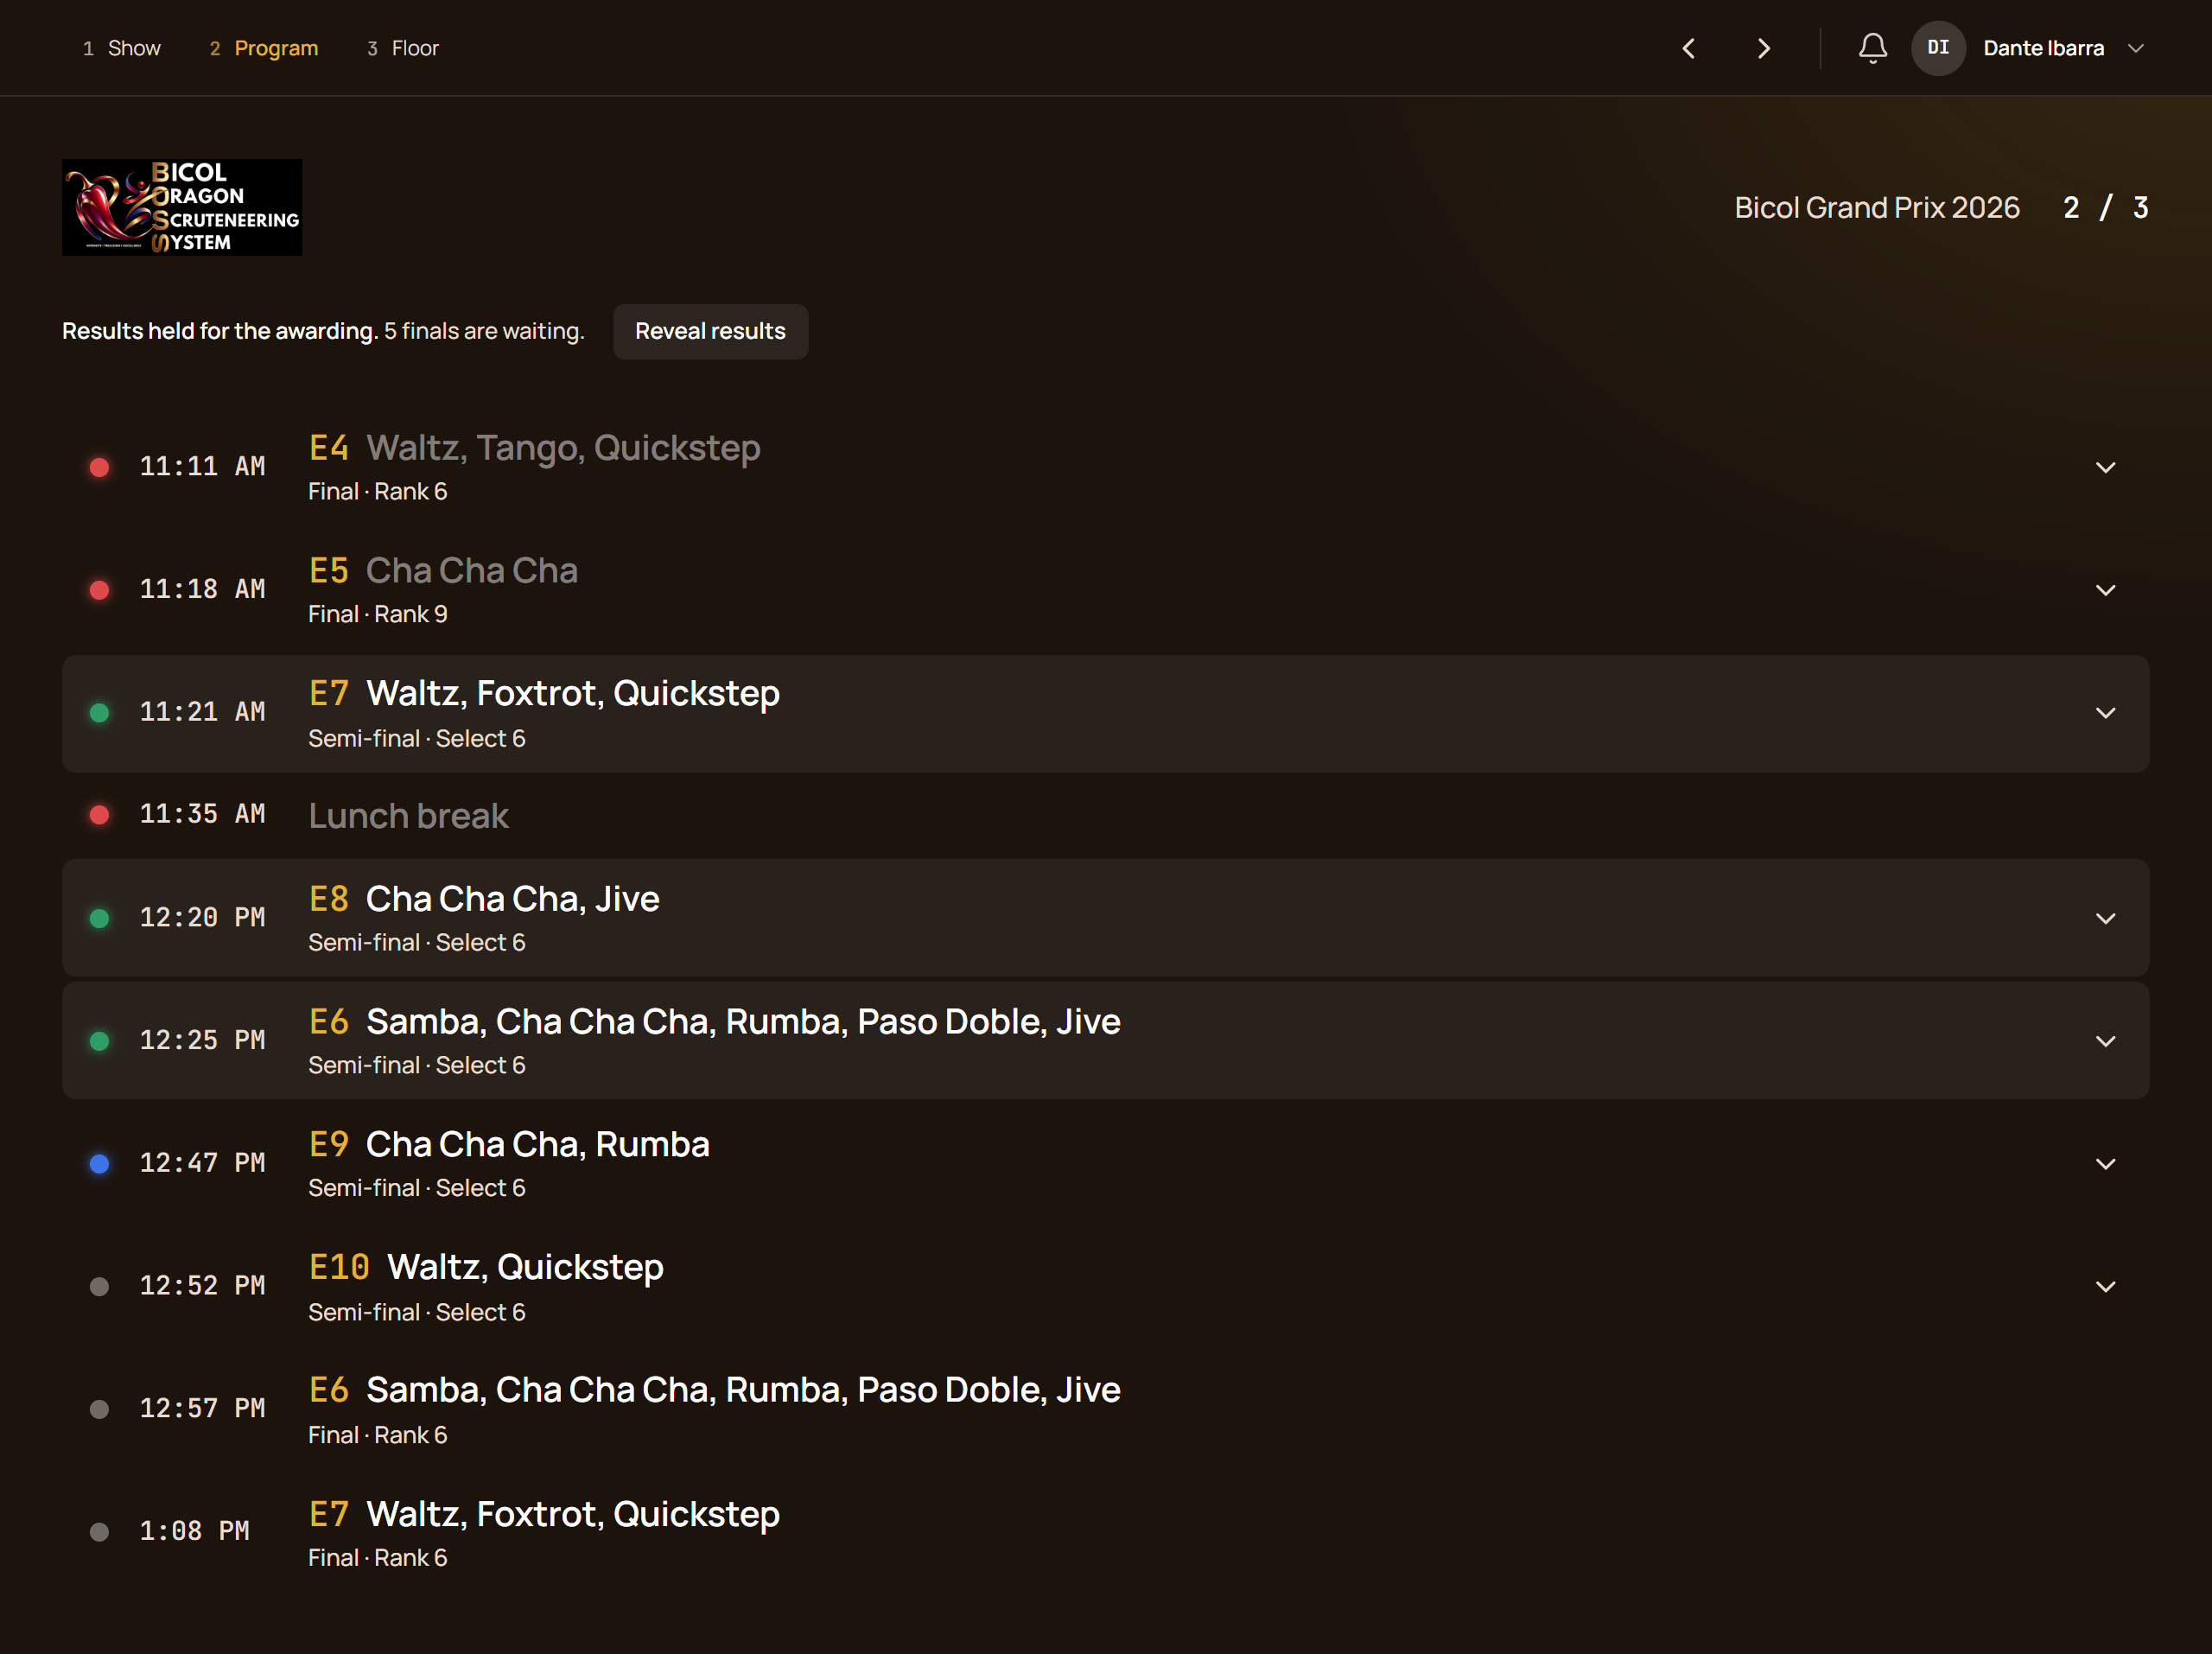 1 Show 2 Program 3 Floor DI Dante Ibarra
BICOL
ORAGON
SCRUTENEERING
SYSTEM
Bicol Grand Prix 2026 2 / 3
Results held for the awarding. 5 finals are waiting. Reveal results
11:11 AM E4 Waltz, Tango, Quickstep
Final · Rank 6
11:18 AM E5 Cha Cha Cha
Final · Rank 9
11:21 AM E7 Waltz, Foxtrot, Quickstep
Semi-final · Select 6
11:35 AM Lunch break
12:20 PM E8 Cha Cha Cha, Jive
Semi-final · Select 6
12:25 PM E6 Samba, Cha Cha Cha, Rumba, Paso Doble, Jive
Semi-final · Select 6
12:47 PM E9 Cha Cha Cha, Rumba
Semi-final · Select 6
12:52 PM E10 Waltz, Quickstep
Semi-final · Select 6
12:57 PM E6 Samba, Cha Cha Cha, Rumba, Paso Doble, Jive
Final · Rank 6
1:08 PM E7 Waltz, Foxtrot, Quickstep
Final · Rank 6